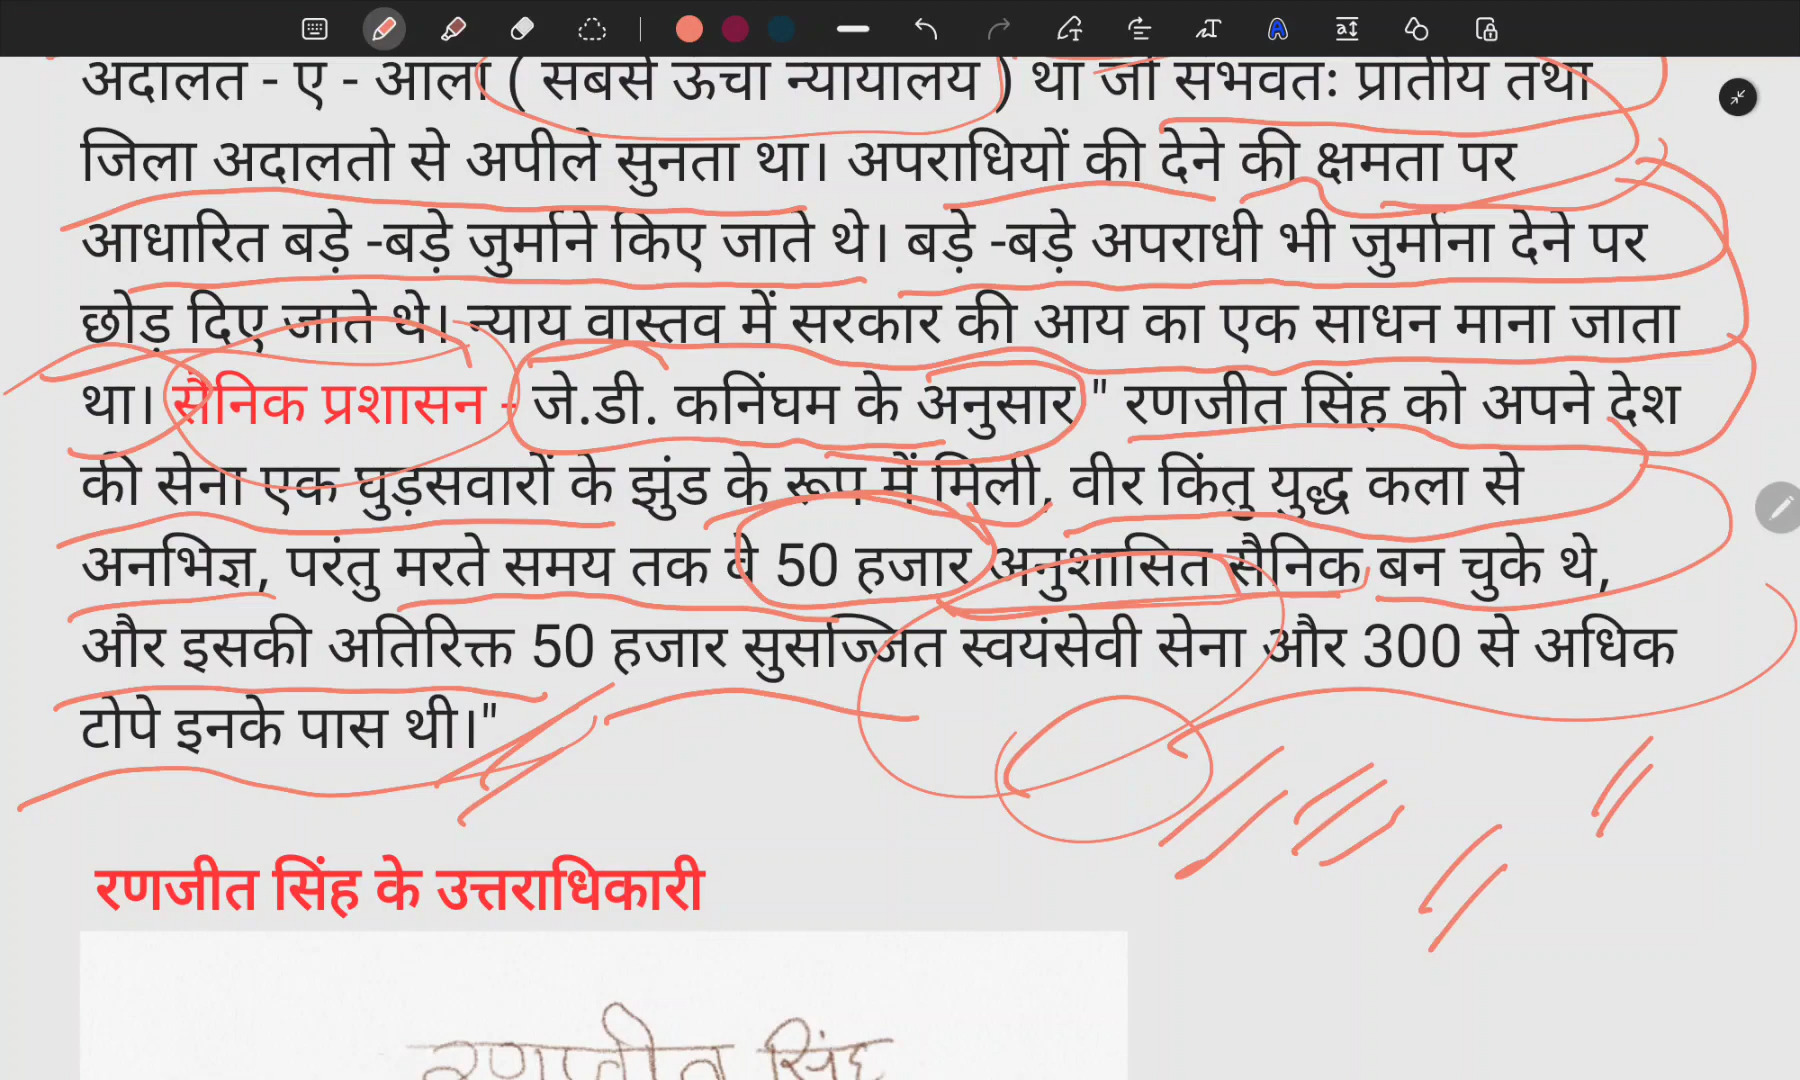 अदालत - ए - आला ( सबसे ऊंचा न्यायालय ) था जो संभवतः प्रांतीय तथा
जिला अदालतो से अपीले सुनता था। अपराधियों की देने की क्षमता पर
आधारित बड़े -बड़े जुर्माने किए जाते थे। बड़े -बड़े अपराधी भी जुर्माना देने पर
छोड़ दिए जाते थे। न्याय वास्तव में सरकार की आय का एक साधन माना जाता
था। सैनिक प्रशासन - जे.डी. कनिंघम के अनुसार " रणजीत सिंह को अपने देश
की सेना एक घुड़सवारों के झुंड के रूप में मिली, वीर किंतु युद्ध कला से
अनभिज्ञ, परंतु मरते समय तक वे 50 हजार अनुशासित सैनिक बन चुके थे,
और इसकी अतिरिक्त 50 हजार सुसज्जित स्वयंसेवी सेना और 300 से अधिक
टोपे इनके पास थी।"
रणजीत सिंह के उत्तराधिकारी
रणजीत सिंह